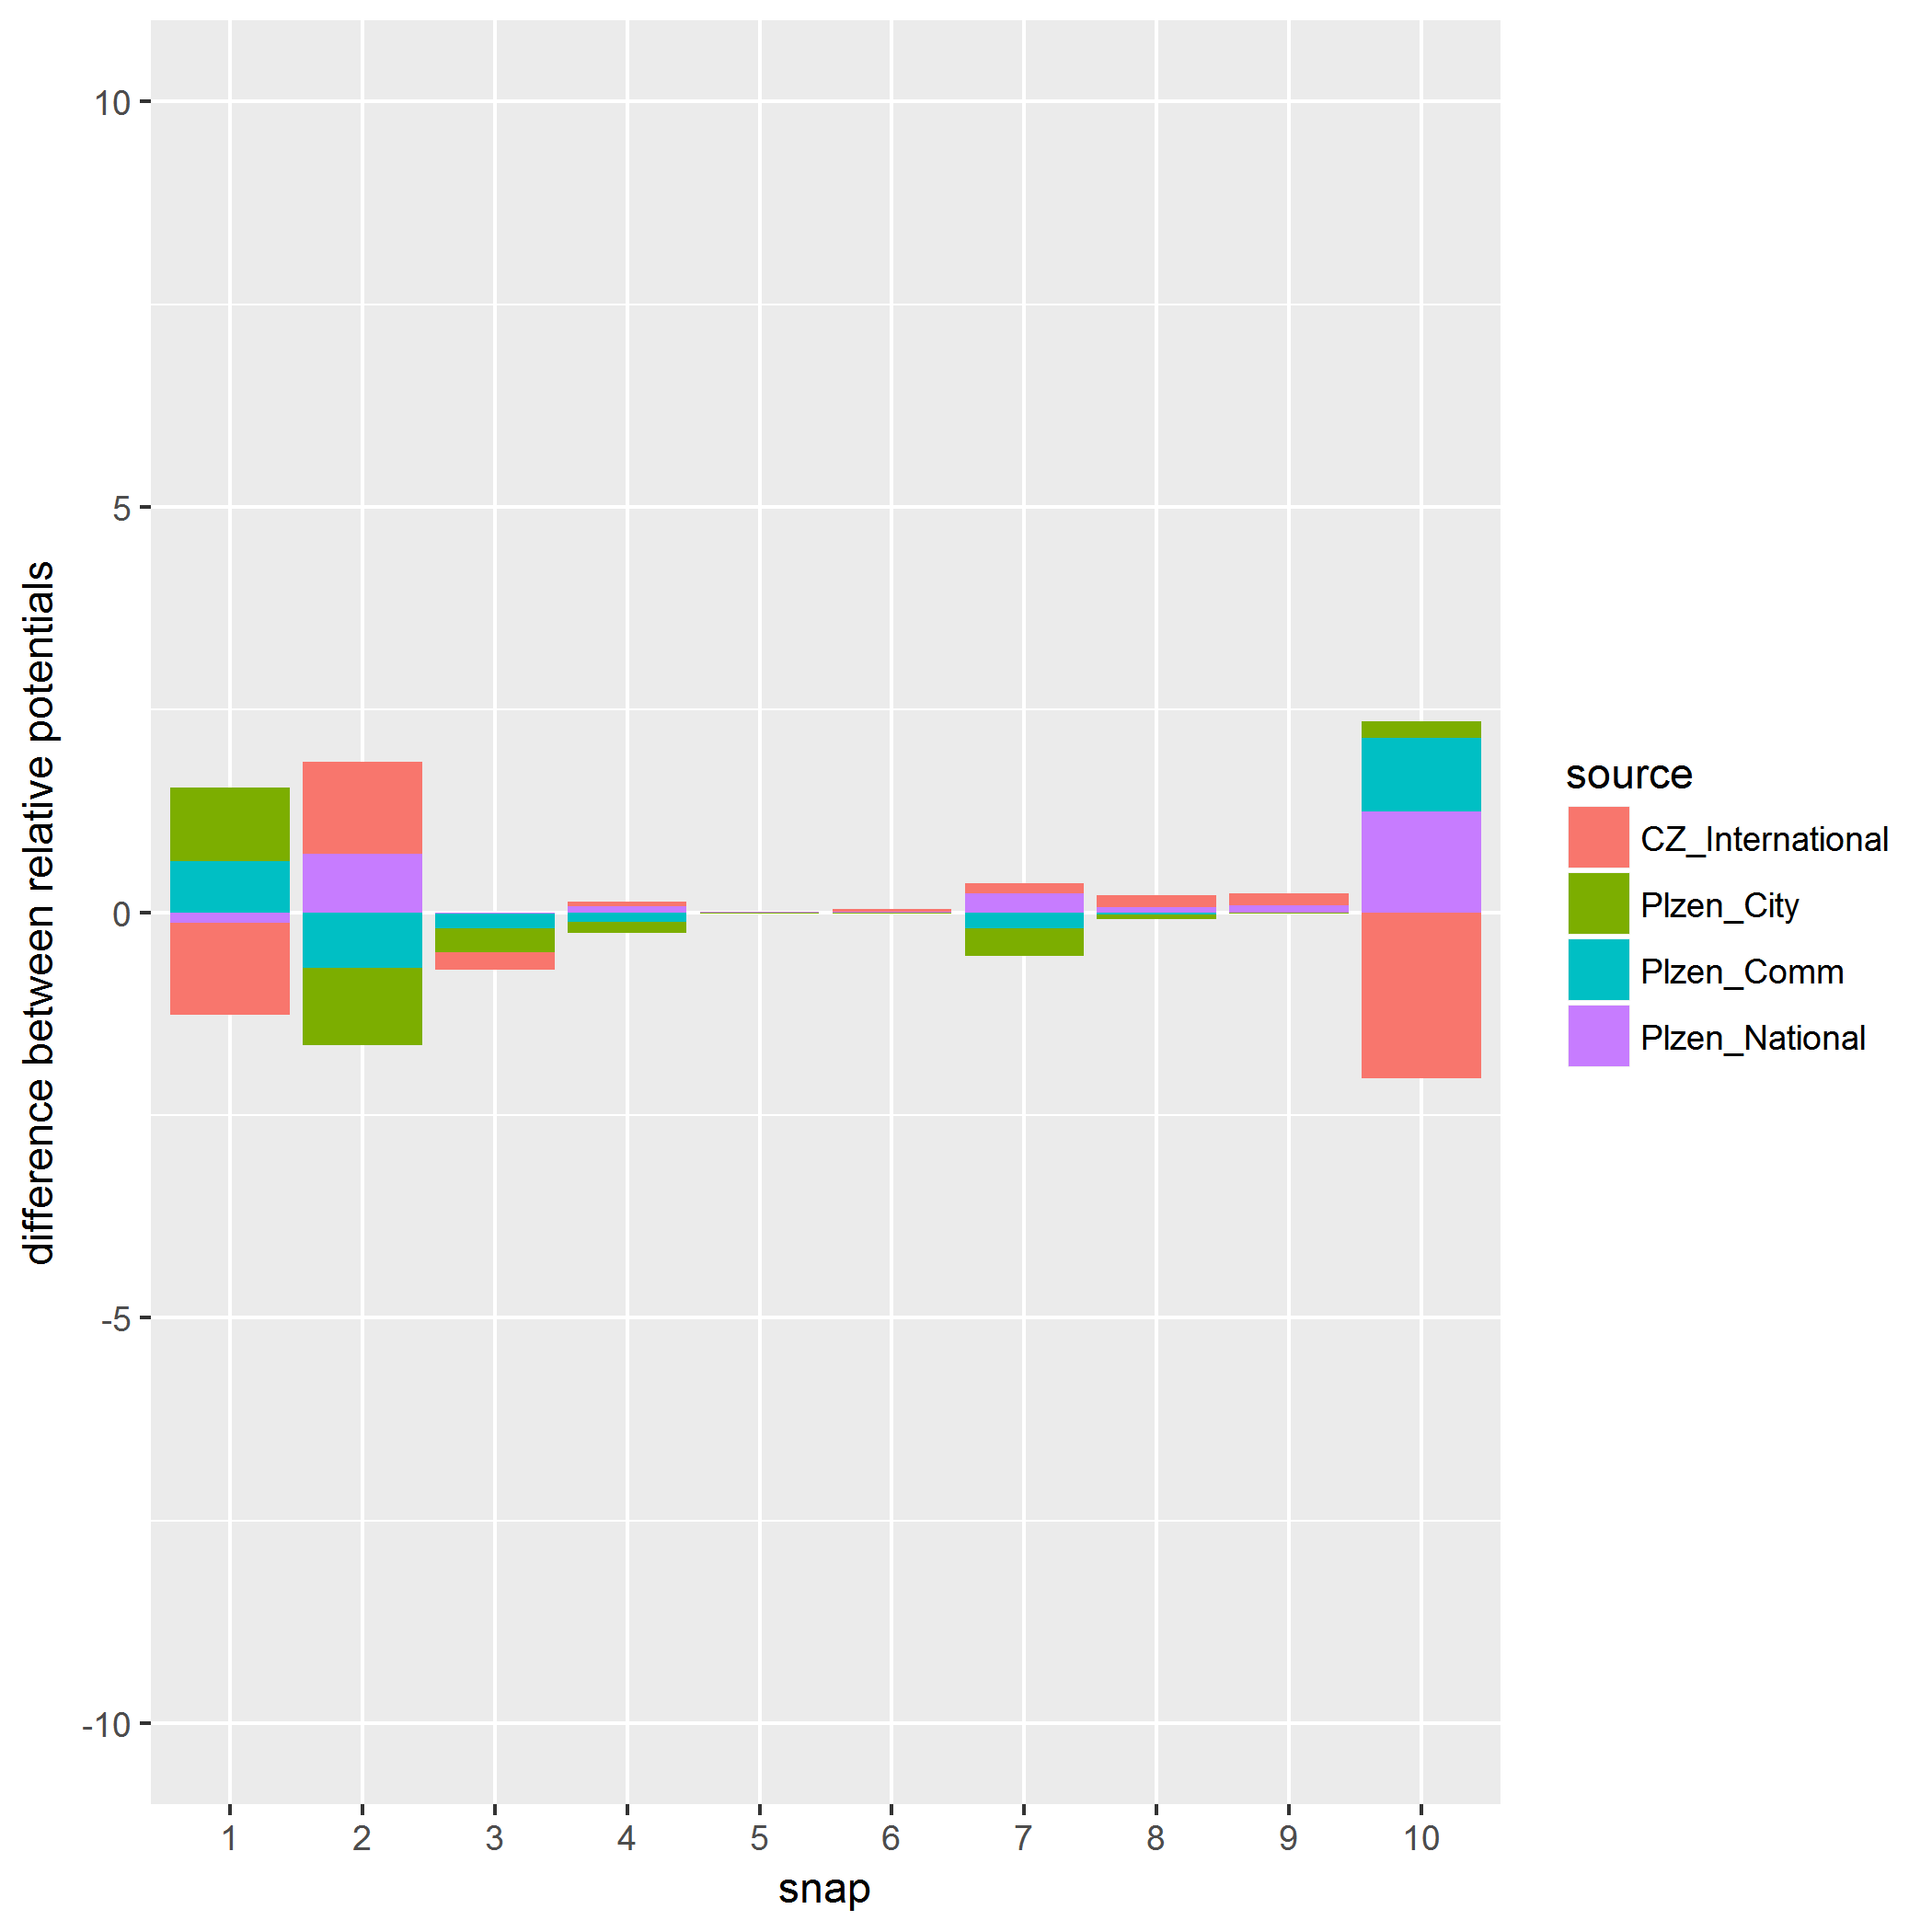 difference between relative potentials
10
5
0
-5
-10
1 2 3 4 5 6 7 8 9 10
snap
source
CZ_International
Plzen_City
Plzen_Comm
Plzen_National